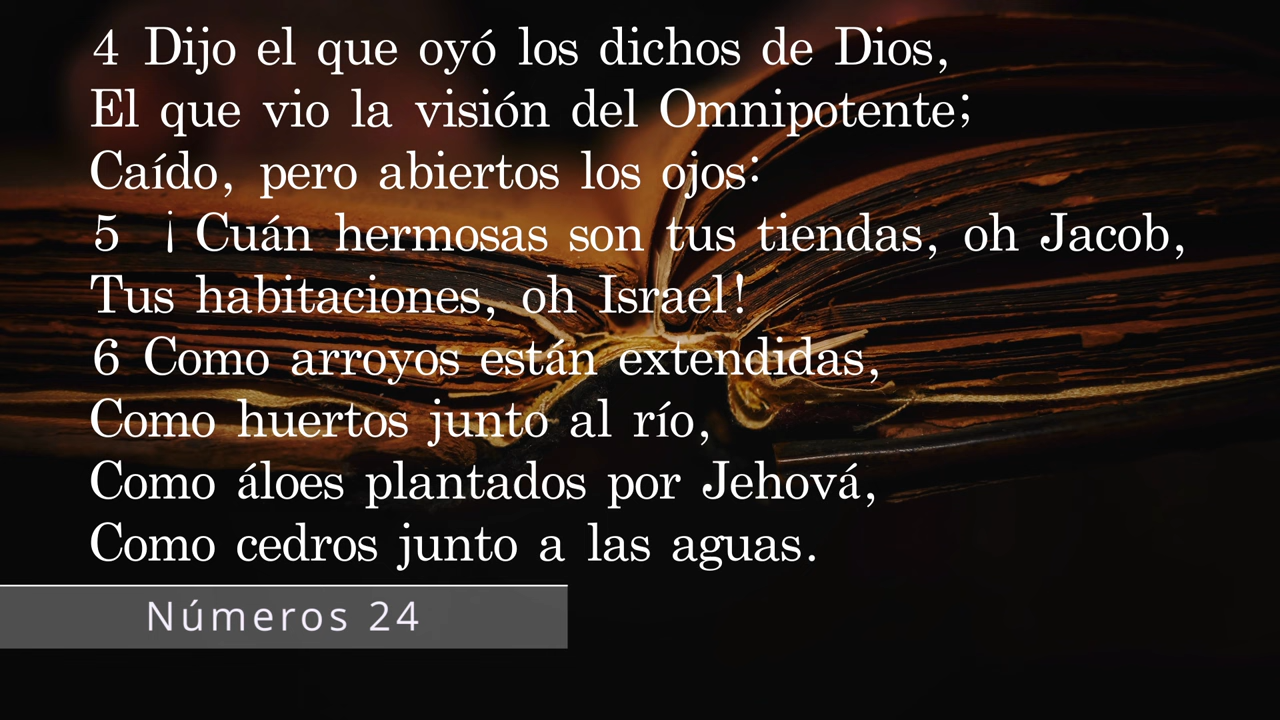 4 Dijo el que oyó los dichos de Dios,
El que vio la visión del Omnipotente;
Caído, pero abiertos los ojos:
5 ¡ Cuán hermosas son tus tiendas, oh Jacob,
Tus habitaciones, oh Israel!
6 Como arroyos están extendidas,
Como huertos junto al río,
Como áloes plantados por Jehová,
Como cedros junto a las aguas.
Números 24